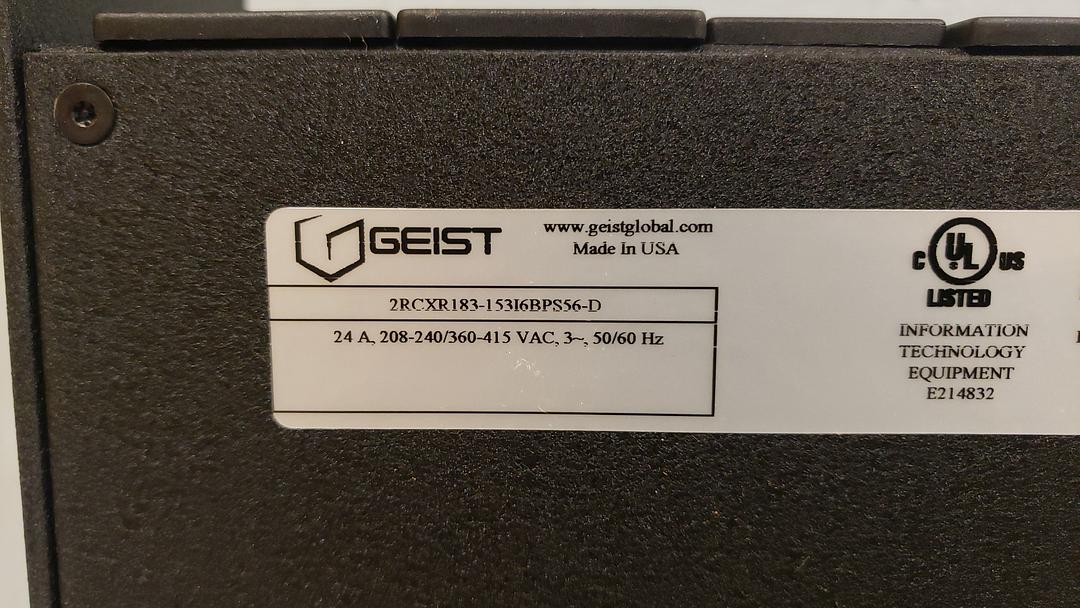 GEIST
www.geistglobal.com
Made In USA
2RCXR183-153I6BPS56-D
24 A, 208-240/360-415 VAC, 3~, 50/60 Hz
C UL US
LISTED
INFORMATION
TECHNOLOGY
EQUIPMENT
E214832